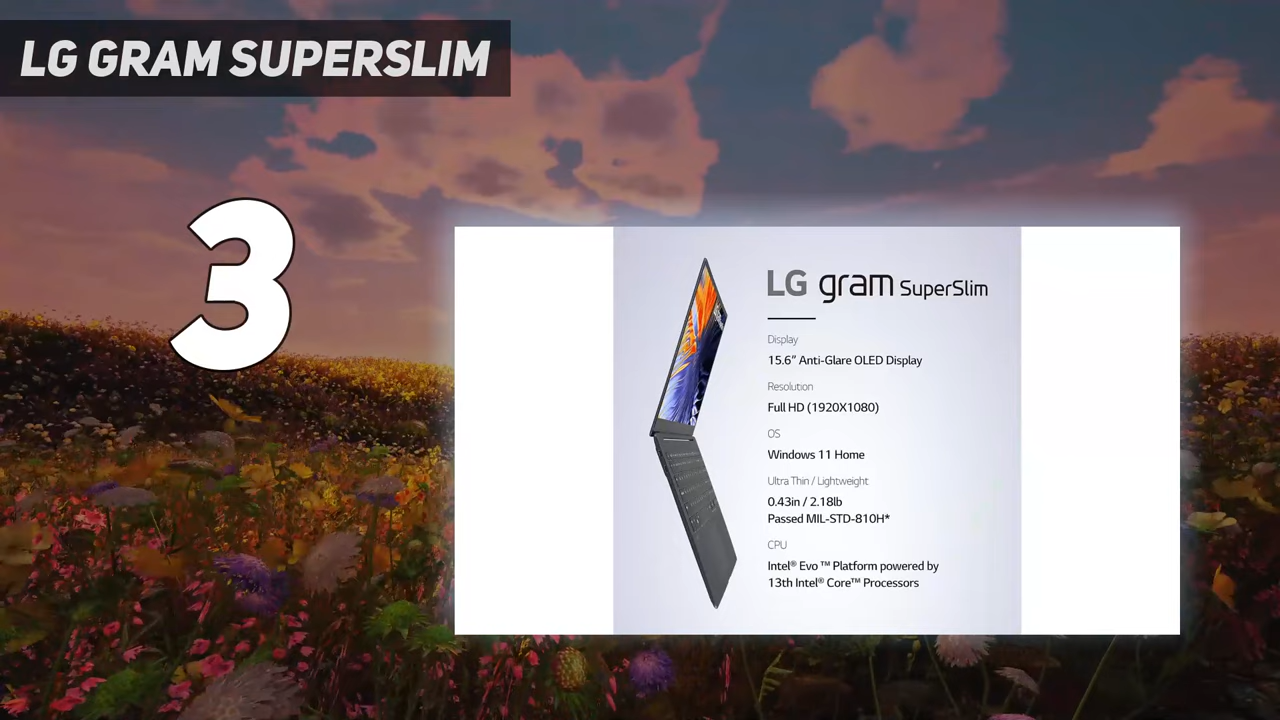 LG GRAM SUPERSLIM
3
LG gram SuperSlim
Display
15.6" Anti-Glare OLED Display
Resolution
Full HD (1920X1080)
OS
Windows 11 Home
Ultra Thin / Lightweight
0.43in / 2.18lb
Passed MIL-STD-810H*
CPU
Intel® Evo ™ Platform powered by
13th Intel® Core™ Processors